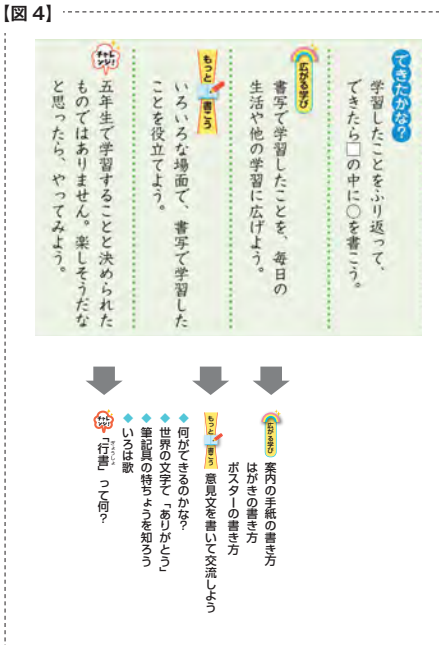 【図 4】
できたかな?
学習したことをふり返って、
できたら□の中に○を書こう。
広がる学び
書写で学習したことを、毎日の
生活や他の学習に広げよう。
もっと書こう
いろいろな場面で、書写で学習した
ことを役立てよう。
チャレンジ!
五年生で学習することと決められた
ものではありません。楽しそうだな
と思ったら、やってみよう。
広がる学び 案内の手紙の書き方
はがきの書き方
ポスターの書き方
もっと書こう 意見文を書いて交流しよう
◆何ができるのかな?
◆世界の文字で「ありがとう」
◆筆記具の特ちょうを知ろう
◆いろは歌
チャレンジ! 「行書」って何?
ぎょうしょ